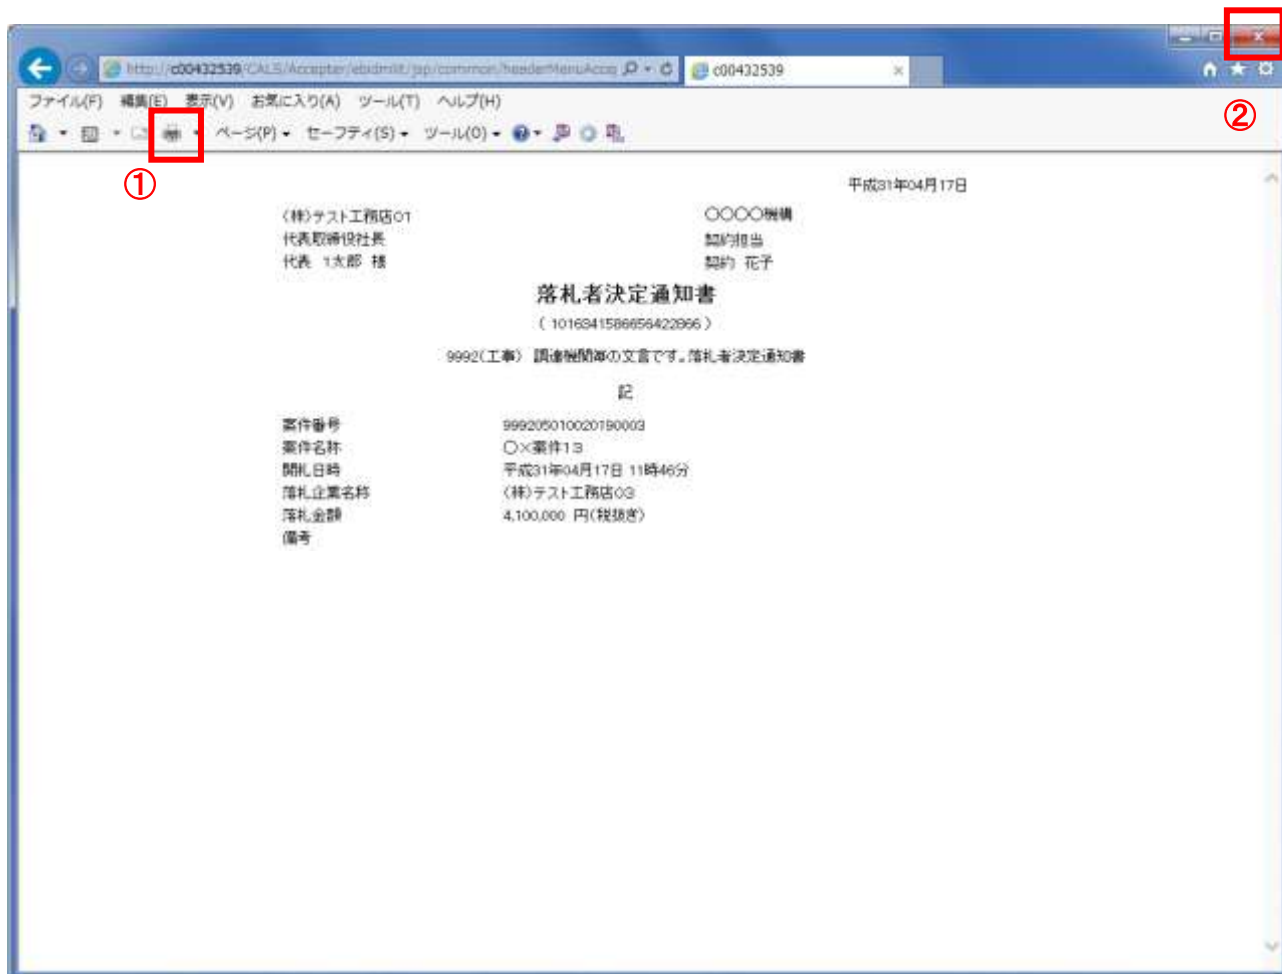 http://c00432539/CALS/Accepter/ebidmlit/jsp/common/headerMenuAccep
c00432539
ファイル(F) 編集(E) 表示(V) お気に入り(A) ツール(T) ヘルプ(H)
ページ(P) セーフティ(S) ツール(O)
①
②
平成31年04月17日
(株)テスト工務店01
〇〇〇〇機構
代表取締役社長
契約担当
代表 1太郎 様
契約 花子
落札者決定通知書
( 1016341586656422866 )
9992(工事) 調達機関毎の文言です。落札者決定通知書
記
案件番号 999205010020190003
案件名称 〇×案件13
開札日時 平成31年04月17日 11時46分
落札企業名称 (株)テスト工務店03
落札金額 4,100,000 円(税抜き)
備考